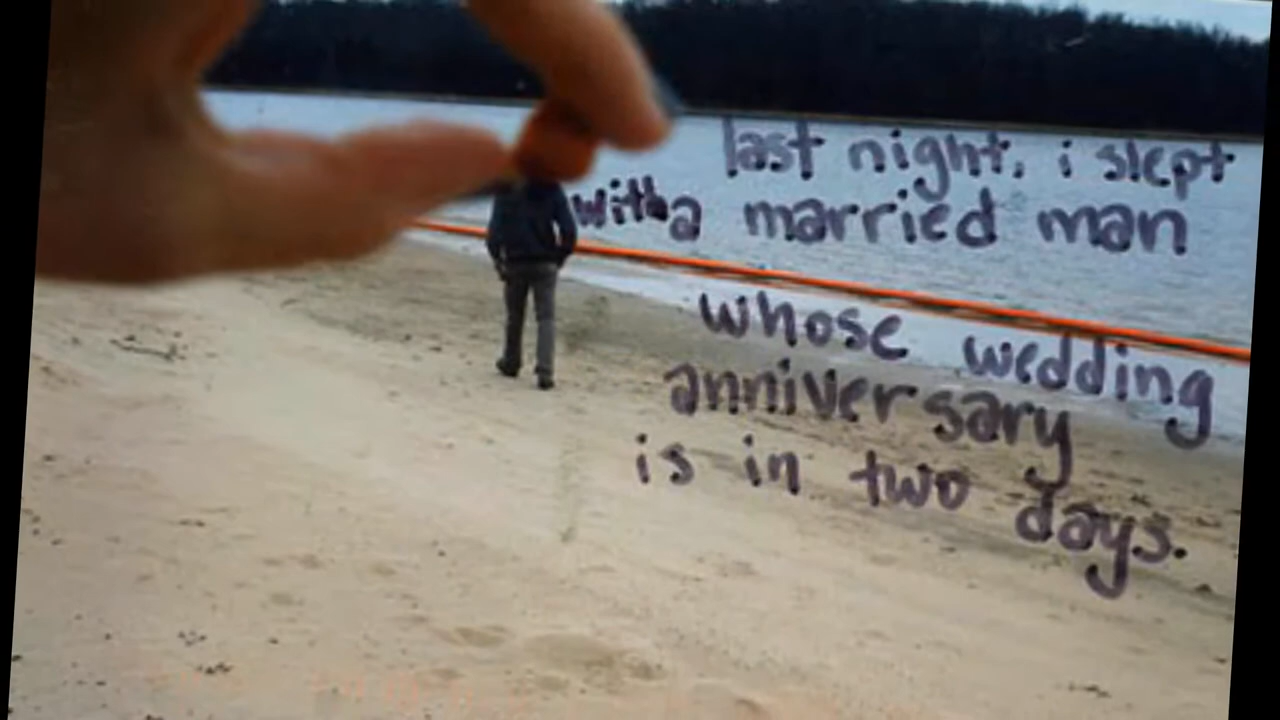 last night, i slept
with a married man
whose wedding
anniversary
is in two days.